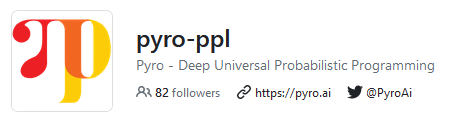 pyro-ppl
Pyro - Deep Universal Probabilistic Programming
82 followers https://pyro.ai @PyroAi